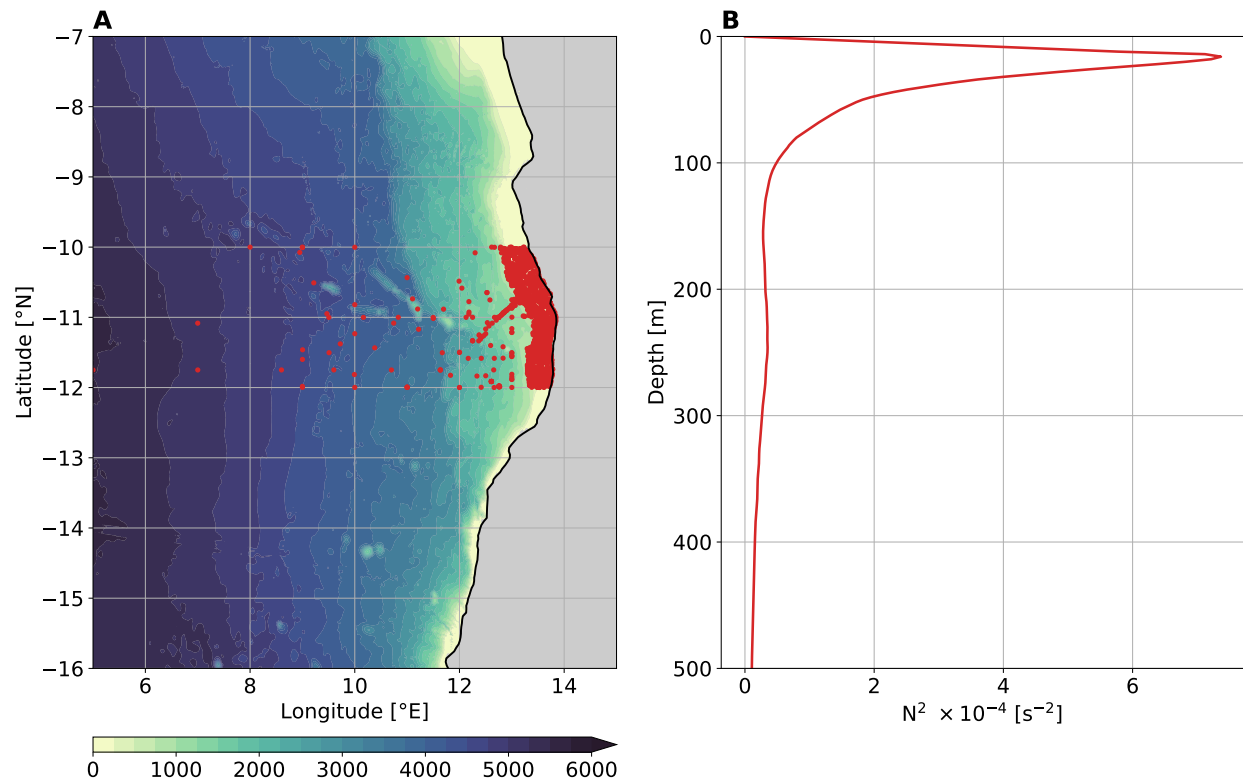 A
−7
−8
−9
−10
−11
−12
−13
−14
−15
−16
Latitude [°N]
6 8 10 12 14
Longitude [°E]
0 1000 2000 3000 4000 5000 6000
B
0
100
200
300
400
500
Depth [m]
0 2 4 6
N² ×10⁻⁴ [s⁻²]